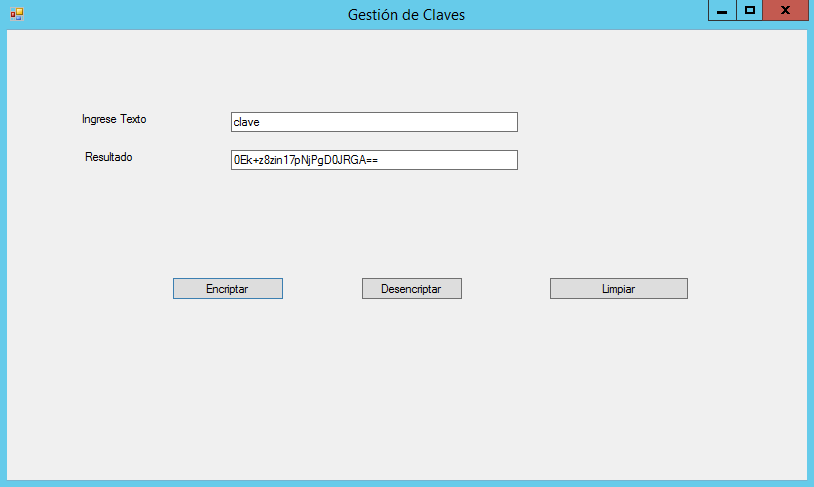 Gestión de Claves
Ingrese Texto
clave
Resultado
0Ek+z8zin17pNjPgD0JRGA==
Encriptar
Desencriptar
Limpiar